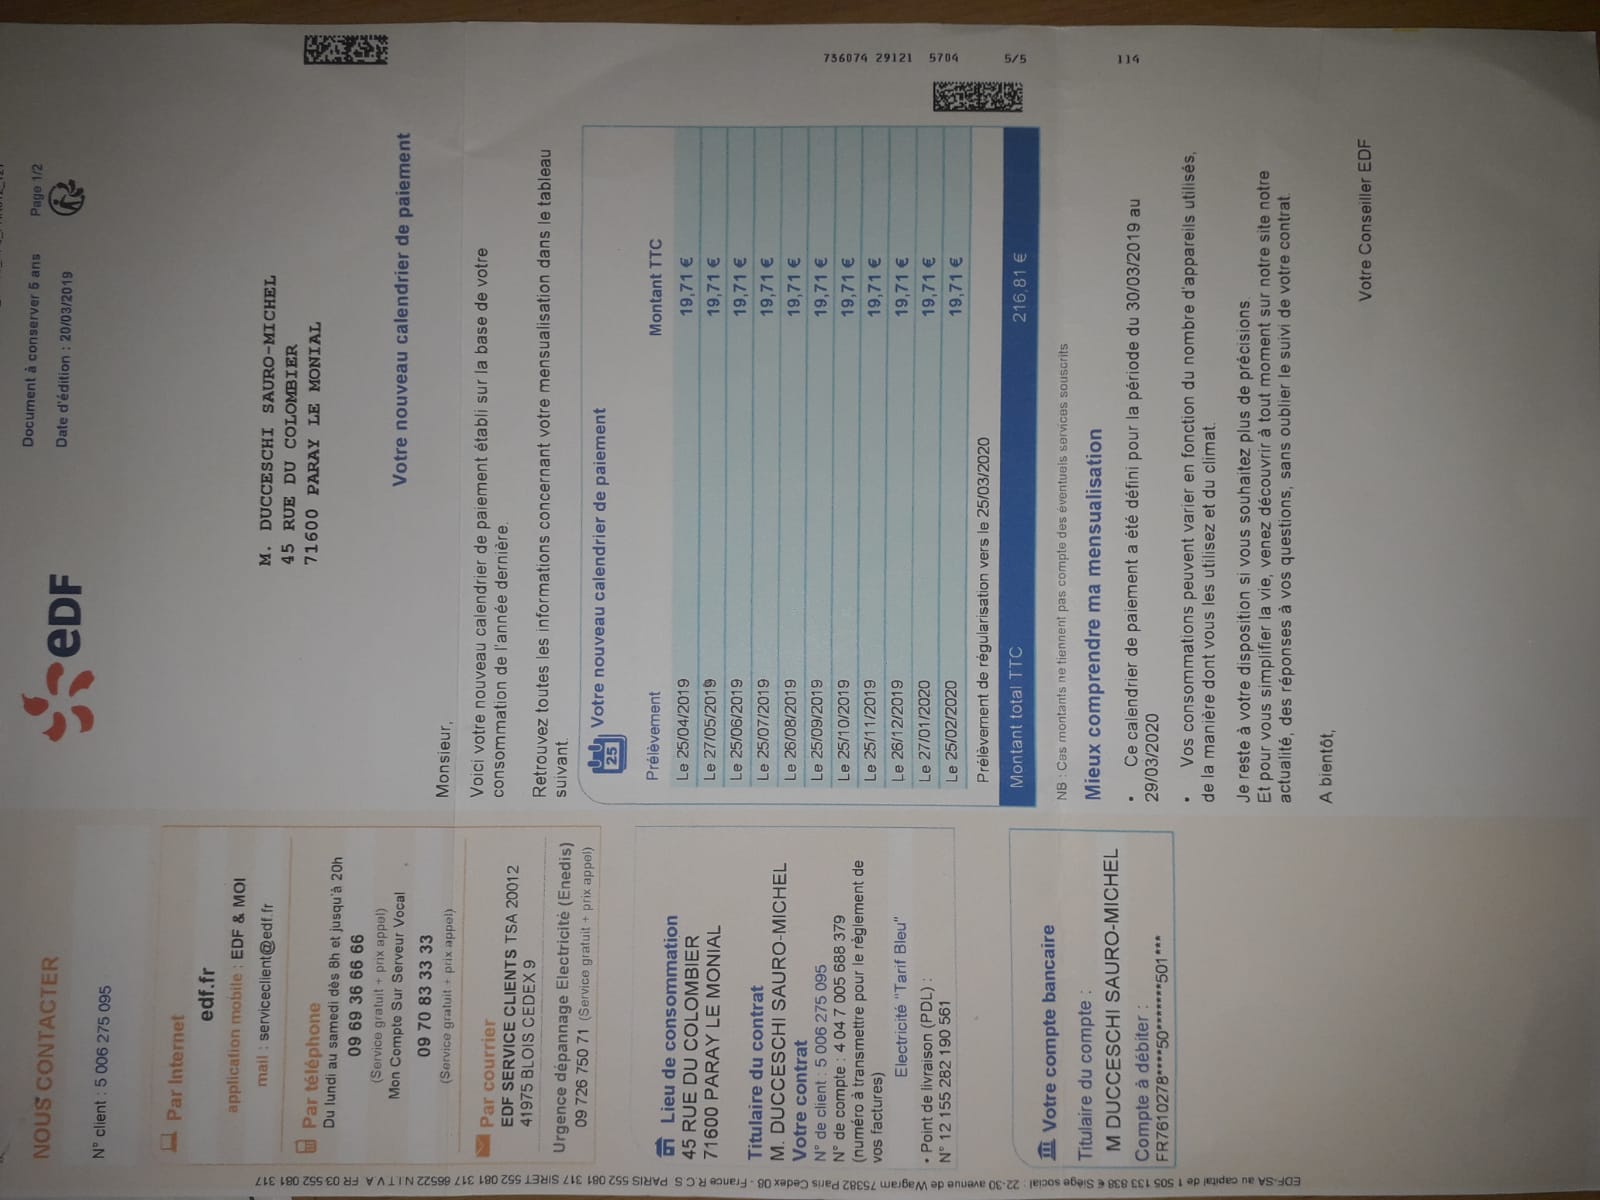 eDF
Document à conserver 5 ans
Page 1/2
Date d'édition : 20/03/2019
NOUS CONTACTER
N° client : 5 006 275 095
Par Internet
edf.fr
application mobile : EDF & MOI
mail : serviceclient@edf.fr
Par téléphone
Du lundi au samedi dès 8h et jusqu'à 20h
09 69 36 66 66
(Service gratuit + prix appel)
Mon Compte Sur Serveur Vocal
09 70 83 33 33
(Service gratuit + prix appel)
Par courrier
EDF SERVICE CLIENTS TSA 20012
41975 BLOIS CEDEX 9
Urgence dépannage Electricité (Enedis)
09 726 750 71 (Service gratuit + prix appel)
Lieu de consommation
45 RUE DU COLOMBIER
71600 PARAY LE MONIAL
Titulaire du contrat
M. DUCCESCHI SAURO-MICHEL
Votre contrat
N° de client : 5 006 275 095
N° de compte : 4 04 7 005 688 379
(numéro à transmettre pour le règlement de
vos factures)
Electricité "Tarif Bleu"
• Point de livraison (PDL) :
N° 12 155 282 190 561
Votre compte bancaire
Titulaire du compte :
M DUCCESCHI SAURO-MICHEL
Compte à débiter :
FR7610278****50*******501***
M. DUCCESCHI SAURO-MICHEL
45 RUE DU COLOMBIER
71600 PARAY LE MONIAL
Votre nouveau calendrier de paiement
Monsieur,
Voici votre nouveau calendrier de paiement établi sur la base de votre
consommation de l'année dernière.
Retrouvez toutes les informations concernant votre mensualisation dans le tableau
suivant.
25
Votre nouveau calendrier de paiement
Prélèvement Montant TTC
Le 25/04/2019 19,71 €
Le 27/05/2019 19,71 €
Le 25/06/2019 19,71 €
Le 25/07/2019 19,71 €
Le 26/08/2019 19,71 €
Le 25/09/2019 19,71 €
Le 25/10/2019 19,71 €
Le 25/11/2019 19,71 €
Le 26/12/2019 19,71 €
Le 27/01/2020 19,71 €
Le 25/02/2020 19,71 €
Prélèvement de régularisation vers le 25/03/2020
Montant total TTC 216,81 €
NB : Ces montants ne tiennent pas compte des éventuels services souscrits
Mieux comprendre ma mensualisation
• Ce calendrier de paiement a été défini pour la période du 30/03/2019 au
29/03/2020
• Vos consommations peuvent varier en fonction du nombre d'appareils utilisés,
de la manière dont vous les utilisez et du climat.
Je reste à votre disposition si vous souhaitez plus de précisions.
Et pour vous simplifier la vie, venez découvrir à tout moment sur notre site notre
actualité, des réponses à vos questions, sans oublier le suivi de votre contrat.
A bientôt,
Votre Conseiller EDF
736074 29121 5704 5/5 114
EDF-SA au capital de 1 505 133 838 € Siège social : 22-30 avenue de Wagram 75382 Paris Cedex 08 - France R.C.S. PARIS 552 081 317 SIRET 552 081 317 86522 N I T V A FR 03 552 081 317